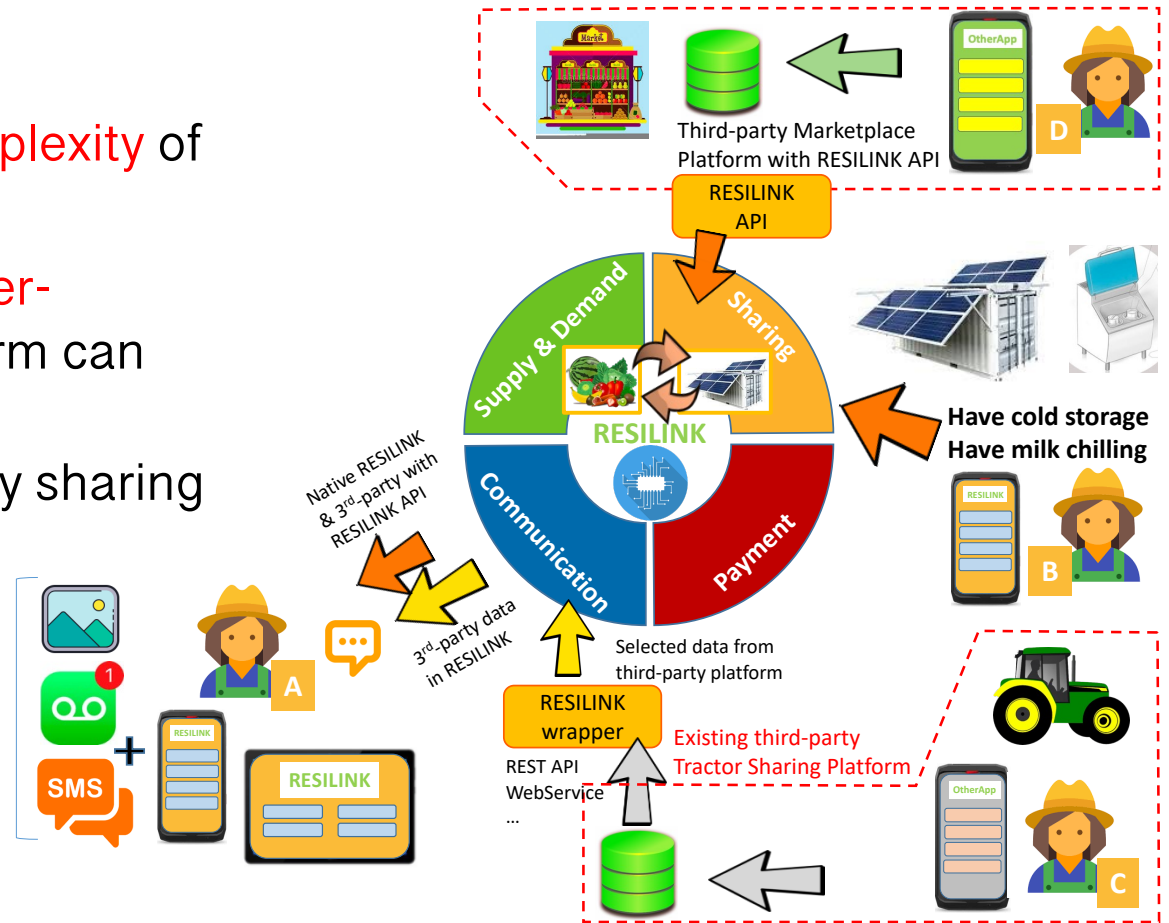 plexity of
er-
rm can
y sharing
Market
OtherApp
D
Third-party Marketplace
Platform with RESILINK API
RESILINK
API
Supply & Demand
Sharing
RESILINK
Communication
Payment
Have cold storage
Have milk chilling
RESILINK
B
Native RESILINK
& 3rd-party with
RESILINK API
3rd-party data
in RESILINK
Selected data from
third-party platform
A
1
SMS
+
RESILINK
RESILINK
RESILINK
wrapper
REST API
WebService
...
Existing third-party
Tractor Sharing Platform
OtherApp
C